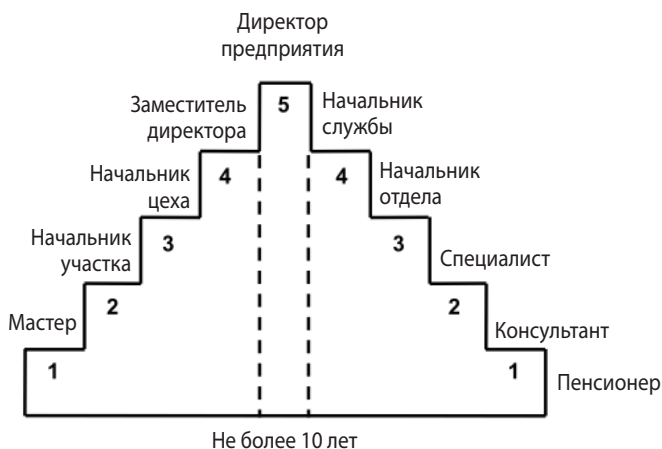 Директор
предприятия
Заместитель
директора
5
Начальник
службы
Начальник
цеха
4
4
Начальник
отдела
Начальник
участка
3
3
Специалист
Мастер
2
2
Консультант
1
1
Пенсионер
Не более 10 лет